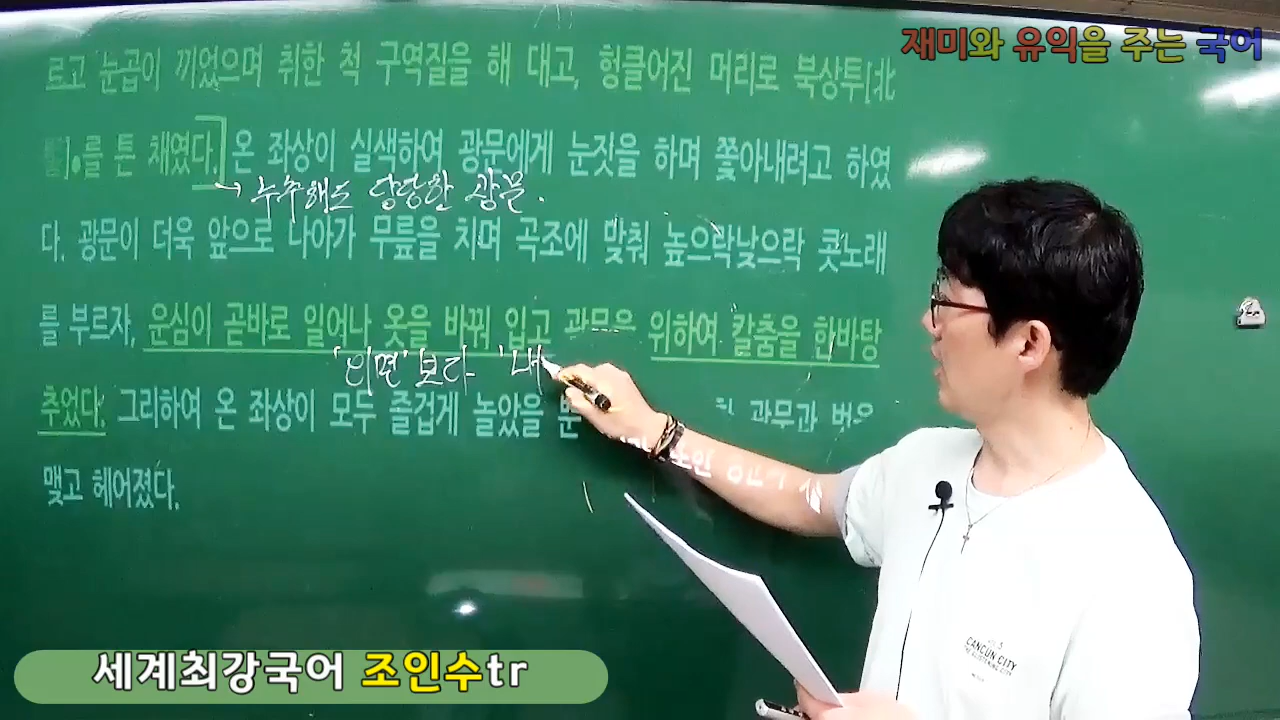 재미와 유익을 주는 국어
료고 눈곱이 끼었으며 취한 척 구역질을 해 대고, 헝클어진 머리로 북상투[北
]를 튼 채였다.] 온 좌상이 실색하여 광문에게 눈짓을 하며 쫓아내려고 하였
→ 누추해도 당당한 광문.
다. 광문이 더욱 앞으로 나아가 무릎을 치며 곡조에 맞춰 높으락낮으락 콧노래
를 부르자, 운심이 곧바로 일어나 옷을 바꿔 입고 광문을 위하여 칼춤을 한바탕
보다 '내
추었다. 그리하여 온 좌상이 모두 즐겁게 놀았을 뿐 광문과 벗을
맺고 헤어졌다.
CANCUN CITY
세계최강국어 조인수tr